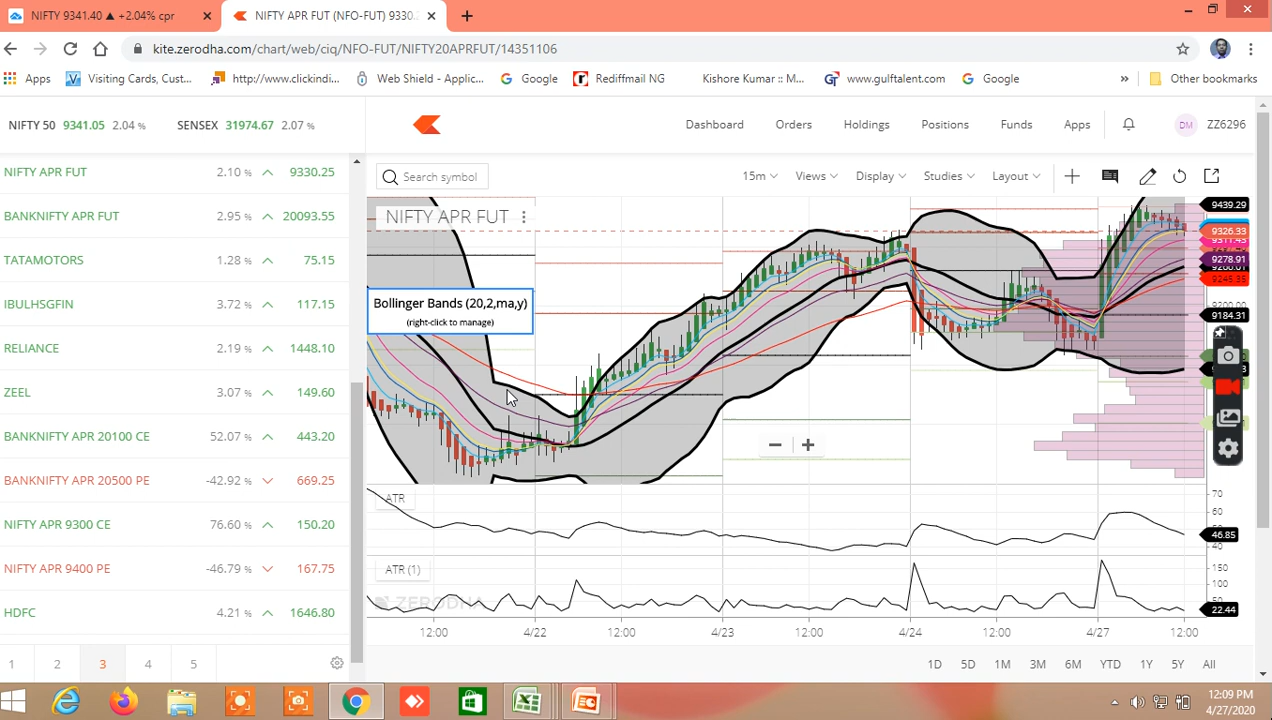 NIFTY 9341.40 ▲ +2.04% cpr
NIFTY APR FUT (NFO-FUT) 9330.
kite.zerodha.com/chart/web/ciq/NFO-FUT/NIFTY20APRFUT/14351106
Apps Visiting Cards, Cust... http://www.clickindi... Web Shield - Applic... Google Rediffmail NG Kishore Kumar :: M... www.gulftalent.com Google » Other bookmarks
NIFTY 50 9341.05 2.04 % SENSEX 31974.67 2.07 %
Dashboard Orders Holdings Positions Funds Apps DM ZZ6296
NIFTY APR FUT 2.10 % 9330.25
BANKNIFTY APR FUT 2.95 % 20093.55
TATAMOTORS 1.28 % 75.15
IBULHSGFIN 3.72 % 117.15
RELIANCE 2.19 % 1448.10
ZEEL 3.07 % 149.60
BANKNIFTY APR 20100 CE 52.07 % 443.20
BANKNIFTY APR 20500 PE -42.92 % 669.25
NIFTY APR 9300 CE 76.60 % 150.20
NIFTY APR 9400 PE -46.79 % 167.75
HDFC 4.21 % 1646.80
1 2 3 4 5
Search symbol 15m Views Display Studies Layout
NIFTY APR FUT
Bollinger Bands (20,2,ma,y)
(right-click to manage)
9439.29
9326.33
9278.91
9245.35
9200.00
9184.31
ATR
70
60
46.85
40
ATR (1)
150
100
22.44
ZERODHA
12:00 4/22 12:00 4/23 12:00 4/24 12:00 4/27 12:00
1D 5D 1M 3M 6M YTD 1Y 5Y All
12:09 PM
4/27/2020